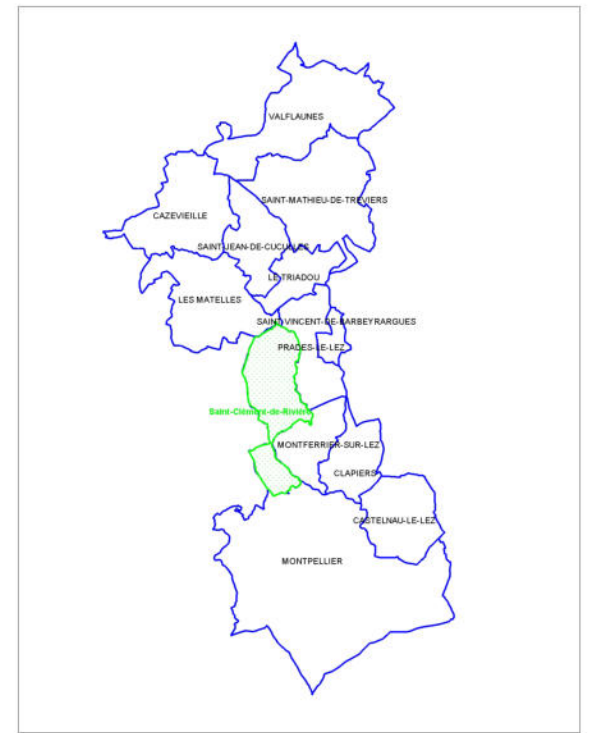 VALFLAUNES
SAINT-MATHIEU-DE-TREVIERS
CAZEVIEILLE
SAINT-JEAN-DE-CUCULLES
LE TRIADOU
LES MATELLES
SAINT-VINCENT-DE-BARBEYRARGUES
PRADES-LE-LEZ
Saint-Clément-de-Rivière
MONTFERRIER-SUR-LEZ
CLAPIERS
CASTELNAU-LE-LEZ
MONTPELLIER